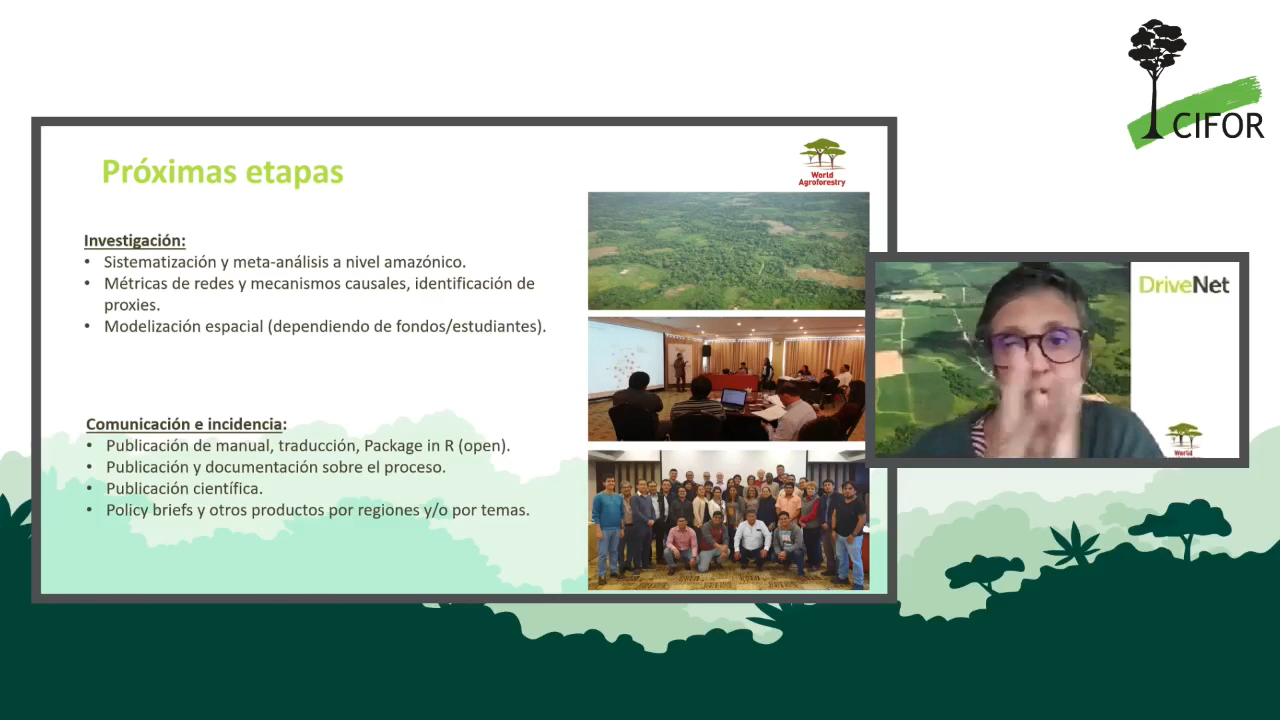 CIFOR
Próximas etapas
World
Agroforestry
Investigación:
• Sistematización y meta-análisis a nivel amazónico.
• Métricas de redes y mecanismos causales, identificación de
proxies.
• Modelización espacial (dependiendo de fondos/estudiantes).
Comunicación e incidencia:
• Publicación de manual, traducción, Package in R (open).
• Publicación y documentación sobre el proceso.
• Publicación científica.
• Policy briefs y otros productos por regiones y/o por temas.
DriveNet
World